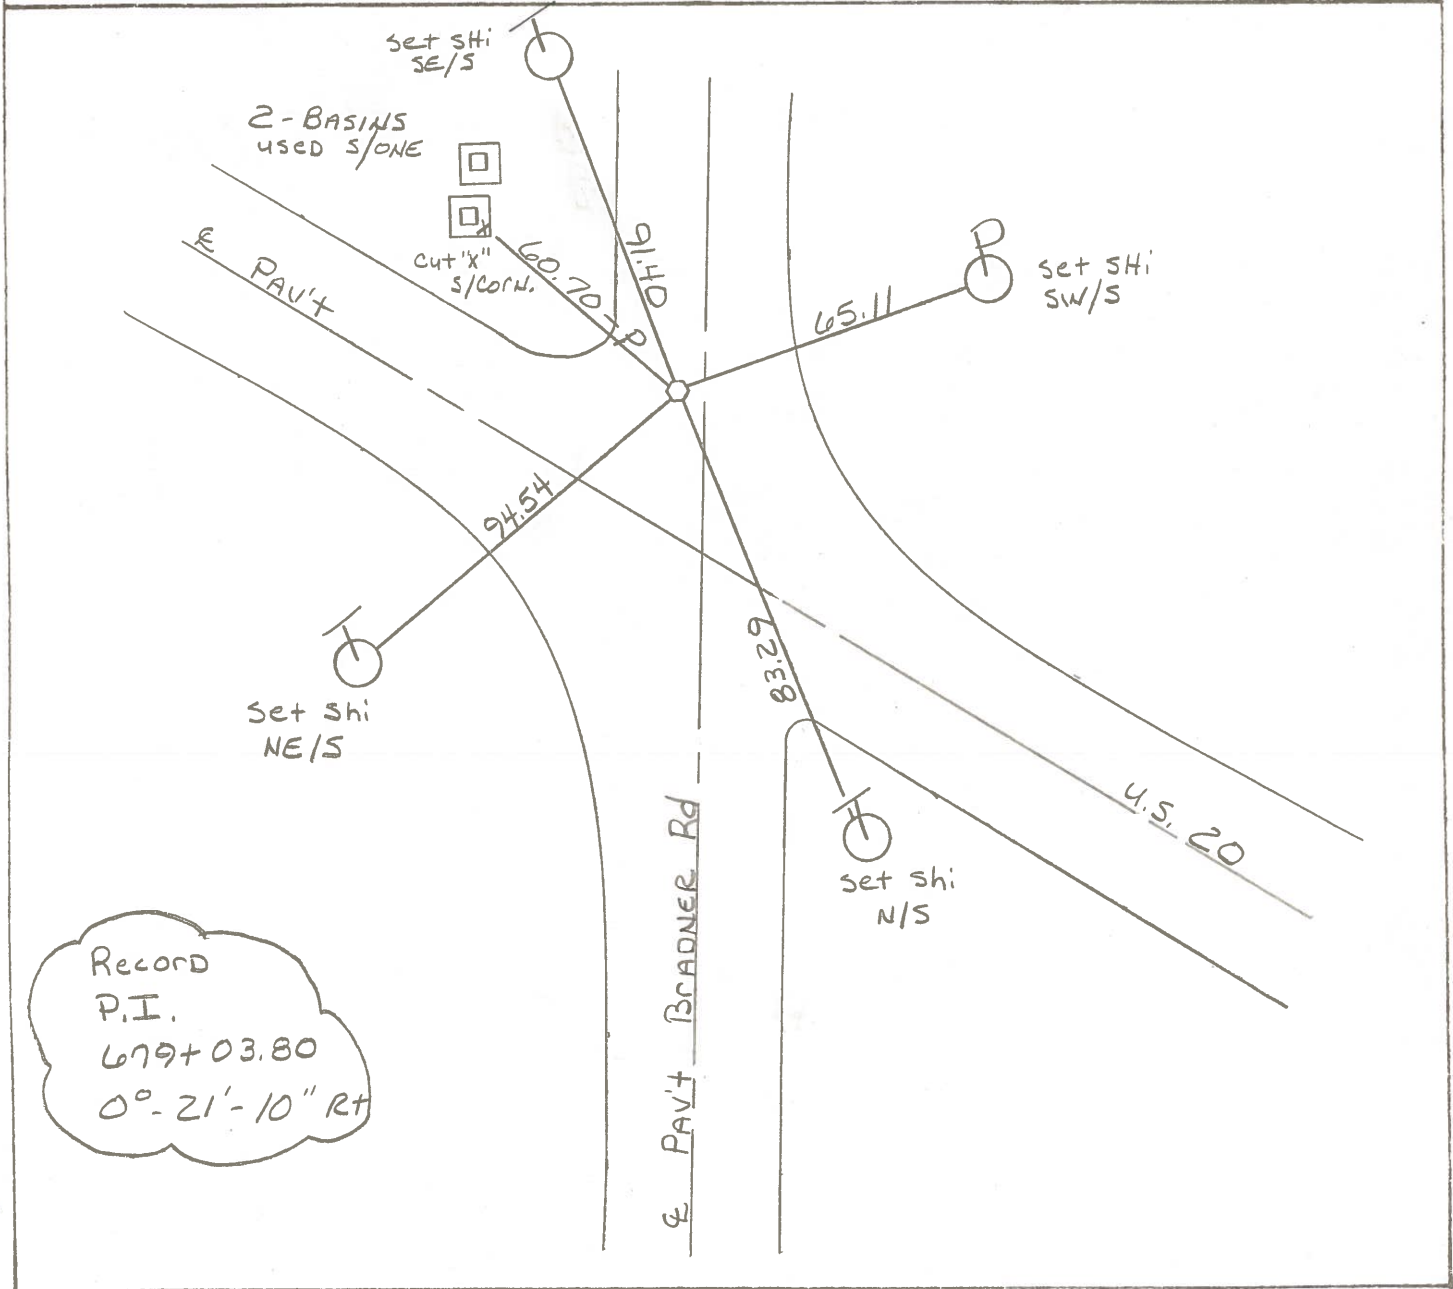 Set SHi
SE/S
2-BASINS
used S/ONE
Cut "X"
S/Corn.
60.70 - P
91.40
P
Set SHi
SW/S
65.11
℄ PAV't
94.54
Set Shi
NE/S
83.29
Set Shi
N/S
U.S. 20
℄ PAV't BrADNER Rd
RecorD
P.I.
679+03.80
0°-21'-10" Rt